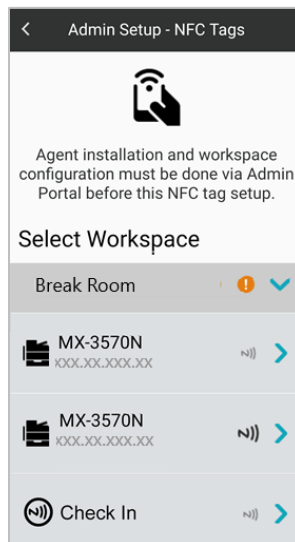 Admin Setup - NFC Tags
Agent installation and workspace
configuration must be done via Admin
Portal before this NFC tag setup.
Select Workspace
Break Room
MX-3570N
XXX.XX.XXX.XX
MX-3570N
XXX.XX.XXX.XX
Check In